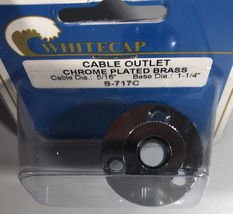 WHITECAP
CABLE OUTLET
CHROME PLATED BRASS
Cable Dia.: 5/16" Base Dia.: 1-1/4"
S-717C